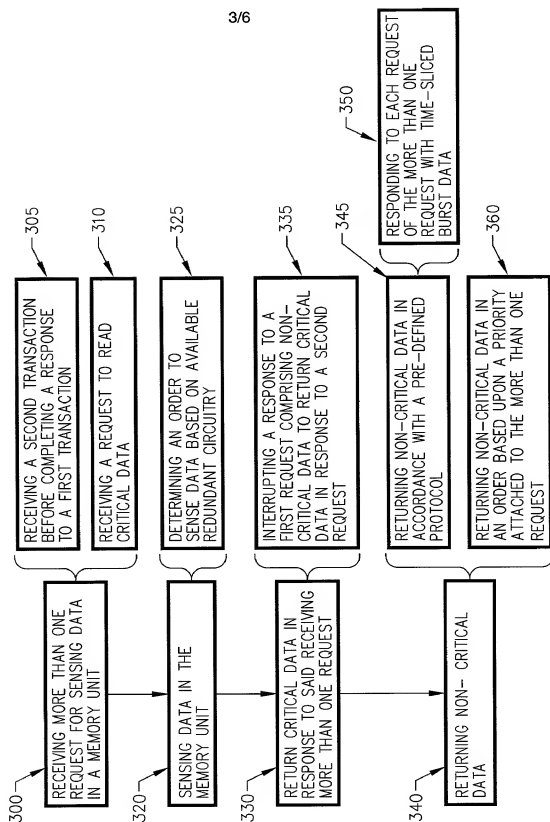 3/6
300
RECEIVING MORE THAN ONE
REQUEST FOR SENSING DATA
IN A MEMORY UNIT
RECEIVING A SECOND TRANSACTION
BEFORE COMPLETING A RESPONSE
TO A FIRST TRANSACTION
305
RECEIVING A REQUEST TO READ
CRITICAL DATA
310
320
SENSING DATA IN THE
MEMORY UNIT
DETERMINING AN ORDER TO
SENSE DATA BASED ON AVAILABLE
REDUNDANT CIRCUITRY
325
330
RETURN CRITICAL DATA IN
RESPONSE TO SAID RECEIVING
MORE THAN ONE REQUEST
INTERRUPTING A RESPONSE TO A
FIRST REQUEST COMPRISING NON-
CRITICAL DATA TO RETURN CRITICAL
DATA IN RESPONSE TO A SECOND
REQUEST
335
340
RETURNING NON- CRITICAL
DATA
RETURNING NON-CRITICAL DATA IN
ACCORDANCE WITH A PRE-DEFINED
PROTOCOL
345
RESPONDING TO EACH REQUEST
OF THE MORE THAN ONE
REQUEST WITH TIME-SLICED
BURST DATA
350
RETURNING NON-CRITICAL DATA IN
AN ORDER BASED UPON A PRIORITY
ATTACHED TO THE MORE THAN ONE
REQUEST
360